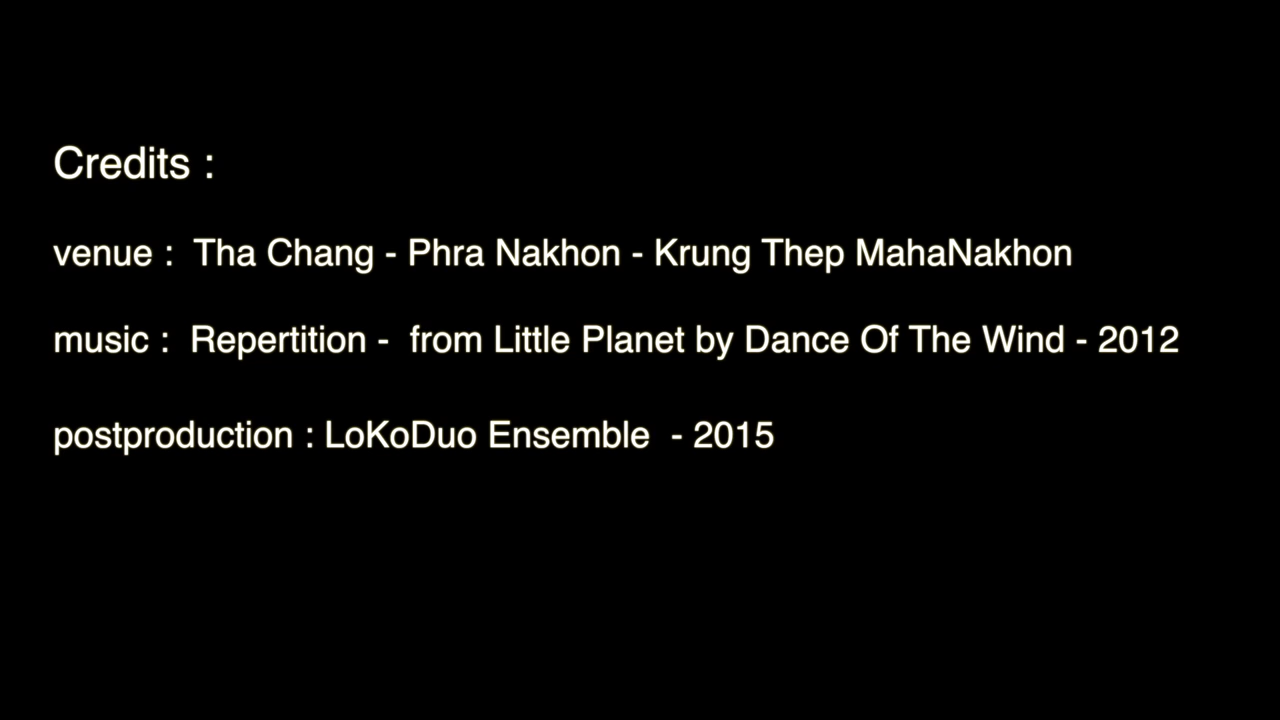 Credits :
venue :  Tha Chang - Phra Nakhon - Krung Thep MahaNakhon
music :  Repertition -  from Little Planet by Dance Of The Wind - 2012
postproduction : LoKoDuo Ensemble  - 2015